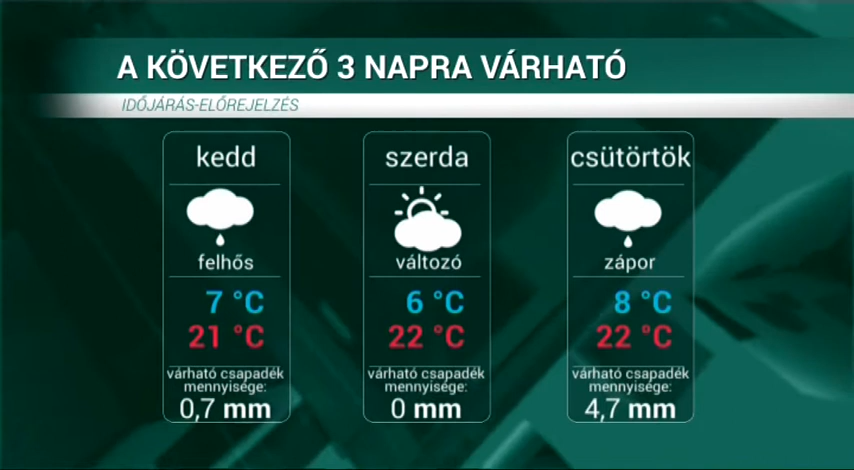 A KÖVETKEZŐ 3 NAPRA VÁRHATÓ
IDŐJÁRÁS-ELŐREJELZÉS
kedd
felhős
7 °C
21 °C
várható csapadék
mennyisége:
0,7 mm
szerda
változó
6 °C
22 °C
várható csapadék
mennyisége:
0 mm
csütörtök
zápor
8 °C
22 °C
várható csapadék
mennyisége:
4,7 mm